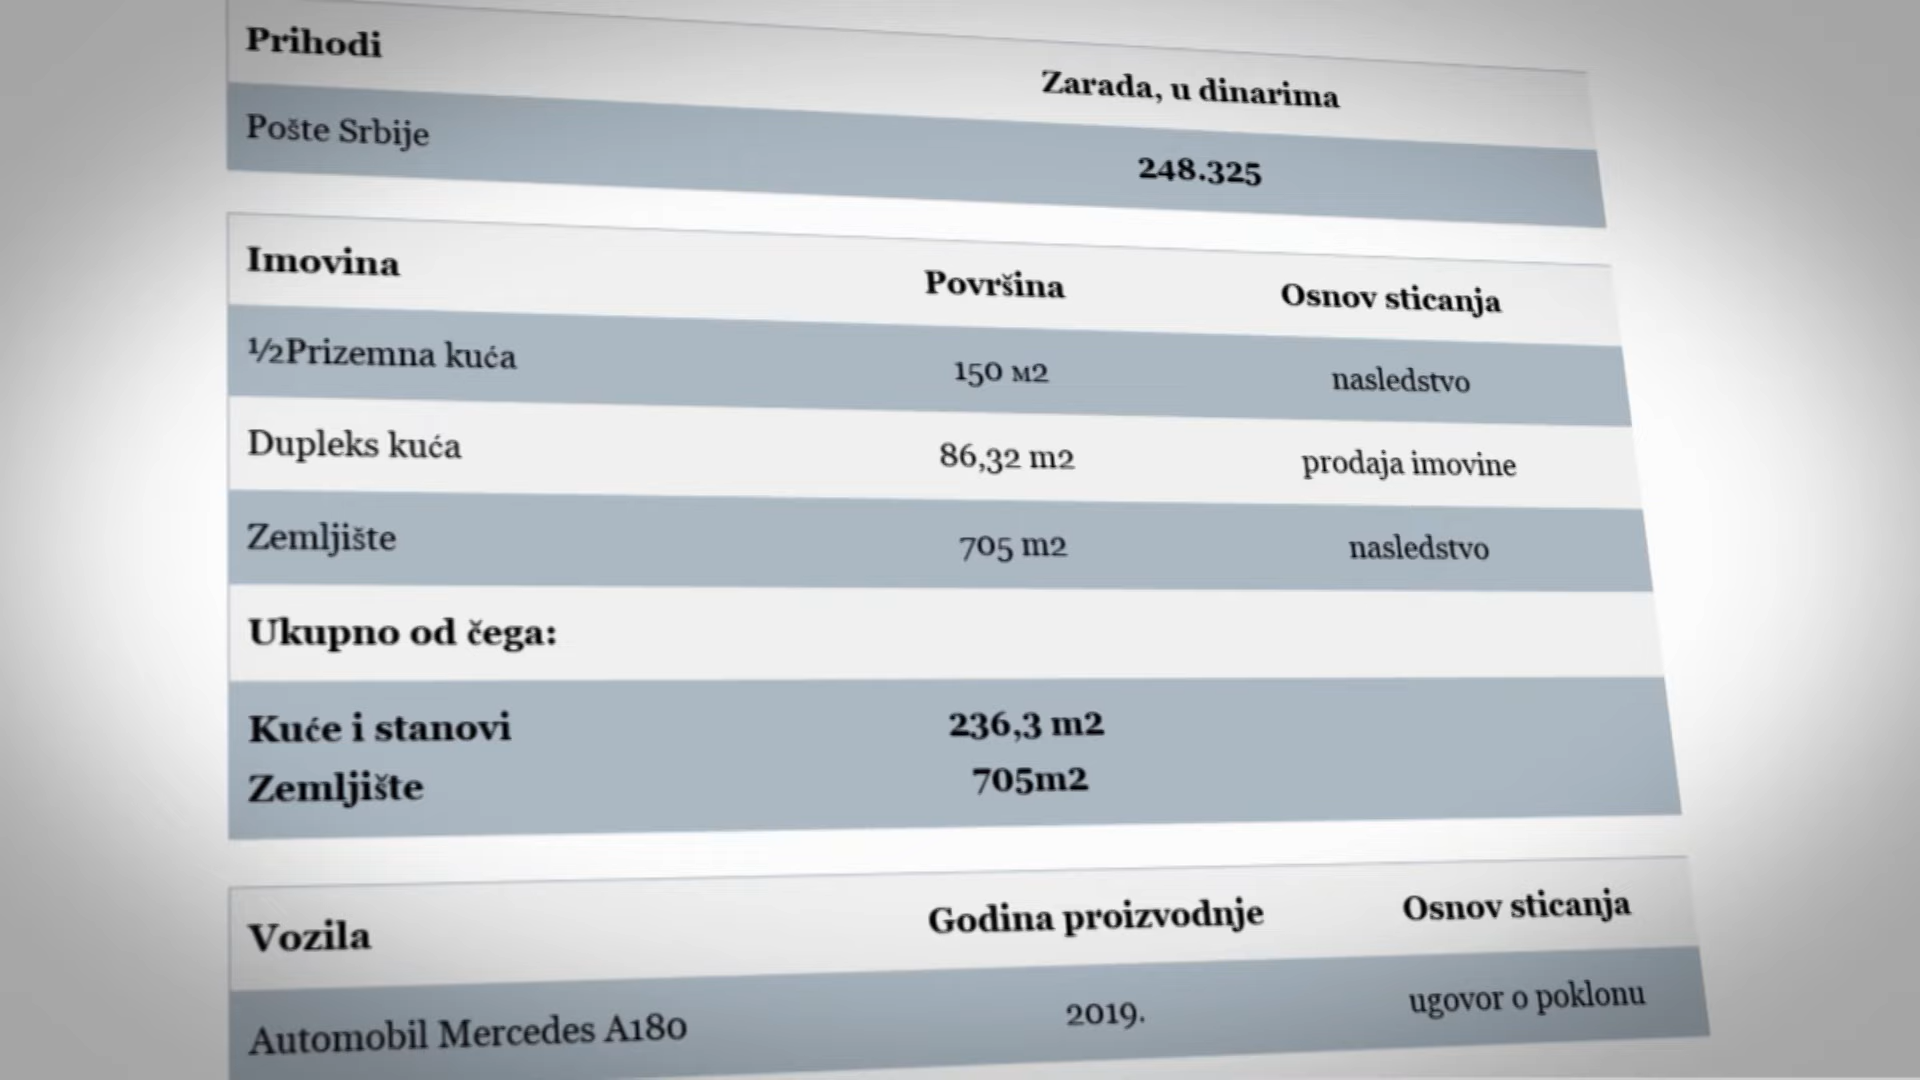 Prihodi Zarada, u dinarima
Pošte Srbije 248.325
Imovina Površina Osnov sticanja
½Prizemna kuća 150 м2 nasledstvo
Dupleks kuća 86,32 m2 prodaja imovine
Zemljište 705 m2 nasledstvo
Ukupno od čega:
Kuće i stanovi 236,3 m2
Zemljište 705m2
Vozila Godina proizvodnje Osnov sticanja
Automobil Mercedes A180 2019. ugovor o poklonu